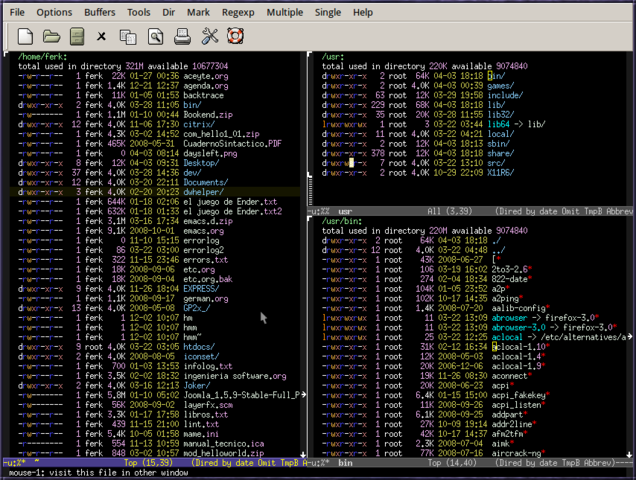 File Options Buffers Tools Dir Mark Regexp Multiple Single Help
/home/ferk:
total used in directory 321M available 10677304
-rw-r--r-- 1 ferk 22K 01-27 00:36 aceyte.org
-rw-r--r-- 1 ferk 1.4K 12-21 12:37 agenda.org
-rw-r--r-- 1 ferk 11K 01-05 01:53 backtrace
drwxr-xr-x 2 ferk 4.0K 03-28 11:05 bin/
-rw-r--r-- 1 ferk 1.1M 01-10 00:44 Bookend.zip
drwxr-xr-x 12 ferk 4.0K 11-06 17:30 citrix/
-rw-r--r-- 1 ferk 4.3K 03-02 14:52 com_hello1_01.zip
-rw-r--r-- 1 ferk 465K 2008-05-31 CuadernoSintactico.PDF
-rw-r--r-- 1 ferk 0 04-03 08:14 daysleft.png
drwxr-xr-x 12 ferk 4.0K 04-03 09:31 Desktop/
drwxr-xr-x 37 ferk 4.0K 03-28 14:36 dev/
drwxr-xr-x 12 ferk 4.0K 03-20 22:11 Documents/
drwxr-xr-x 3 ferk 4.0K 02-20 20:23 dwhelper/
-rw-r--r-- 1 ferk 644K 01-18 02:06 el juego de Ender.txt
-rw-r--r-- 1 ferk 632K 01-18 01:33 el juego de Ender.txt2
-rw-r--r-- 1 ferk 3.1M 03-16 17:34 emacs.d.zip
-rw-r--r-- 1 ferk 9.1K 2008-10-01 emacs.org
-rw-r--r-- 1 ferk 0 11-10 15:15 errorlog
-rw-r--r-- 1 ferk 86 03-22 03:00 errorlog2
-rw-r--r-- 1 ferk 322 11-15 23:46 errors.txt
-rw-r--r-- 1 ferk 18K 2008-09-06 etc.org
-rw-r--r-- 1 ferk 18K 2008-09-06 etc.org.bak
drwxr-xr-x 4 ferk 4.0K 11-26 18:09 EXPRESS/
-rw-r--r-- 1 ferk 1.1K 2008-09-17 german.org
drwxr-xr-x 13 ferk 4.0K 2008-05-08 GP2x_/
-rw-r--r-- 1 ferk 1 12-02 10:07 hm
-rw-r--r-- 1 ferk 1 12-02 10:07 hmm
-rw-r--r-- 1 ferk 1 12-02 10:07 hmm~
drwxr-xr-x 9 root 4.0K 03-22 03:05 htdocs/
drwxr-xr-x 2 ferk 4.0K 2008-08-05 iconset/
-rw-r--r-- 1 ferk 700 01-03 13:53 infolog.txt
-rw-r--r-- 1 ferk 3.5K 02-18 12:32 ingenieria software.org
drwxr-xr-x 2 ferk 4.0K 03-16 12:13 Joker/
-rw-r--r-- 1 ferk 5.8M 01-10 05:02 Joomla_1.5.9-Stable-Full_P
-rw-r--r-- 1 ferk 56K 2008-09-02 layerfx.scm
-rw-r--r-- 1 ferk 3.3K 01-17 17:58 libros.txt
-rw-r--r-- 1 ferk 439 11-15 21:00 lint.txt
-rw-r--r-- 1 ferk 5.4K 10-05 01:58 mame.ini
-rw-r--r-- 1 ferk 554 11-13 10:59 manual_tecnico.ica
-rw-r--r-- 1 ferk 848 03-02 10:57 mod_helloworld.zip
-u:%* ~ Top (15,39) (Dired by date Omit TmpB A
/usr:
total used in directory 220K available 9074840
drwxr-xr-x 2 root 64K 04-03 18:18 bin/
drwxr-xr-x 2 root 4.0K 04-03 00:39 games/
drwxr-xr-x 63 root 12K 03-29 19:58 include/
drwxr-xr-x 229 root 68K 04-03 18:18 lib/
drwxr-xr-x 35 root 20K 03-28 11:55 lib32/
lrwxrwxrwx 1 root 3 03-22 03:44 lib64 -> lib/
drwxr-xr-x 11 root 4.0K 03-22 04:21 local/
drwxr-xr-x 2 root 12K 04-03 18:13 sbin/
drwxr-xr-x 378 root 12K 04-03 18:18 share/
drwxrwxr-x 7 root 4.0K 03-22 13:10 src/
drwxr-xr-x 3 root 4.0K 10-29 22:09 X11R6/
-u:%* usr All (3,39) (Dired by date Omit TmpB Abbrev)
/usr/bin:
total used in directory 220M available 9074840
drwxr-xr-x 2 root 64K 04-03 18:18 ./
drwxr-xr-x 12 root 4.0K 03-22 04:48 ../
-rwxr-xr-x 1 root 43K 2008-06-27 [*
-rwxr-xr-x 1 root 106 03-19 16:02 2to3-2.6*
-rwxr-xr-x 1 root 274 02-04 18:34 822-date*
-rwxr-xr-x 1 root 104K 01-05 23:52 a2p*
-rwxr-xr-x 1 root 102K 10-17 14:35 a2ping*
-rwxr-xr-x 1 root 1.4K 2008-07-20 aalib-config*
lrwxrwxrwx 1 root 11 03-22 13:09 abrowser -> firefox-3.0*
lrwxrwxrwx 1 root 11 03-22 13:09 abrowser-3.0 -> firefox-3.0*
lrwxrwxrwx 1 root 25 03-22 12:25 aclocal -> /etc/alternatives/a
-rwxr-xr-x 1 root 31K 02-12 16:34 aclocal-1.10*
-rwxr-xr-x 1 root 12K 2008-05-03 aclocal-1.4*
-rwxr-xr-x 1 root 20K 2006-12-06 aclocal-1.9*
-rwxr-xr-x 1 root 19K 11-26 08:30 aconnect*
-rwxr-xr-x 1 root 20K 2008-06-23 acpi*
-rwxr-xr-x 1 root 6.4K 01-15 15:00 acpi_fakekey*
-rwxr-xr-x 1 root 11K 2008-09-26 acpi_listen*
-rwxr-xr-x 1 root 6.1K 2008-09-25 addpart*
-rwxr-xr-x 1 root 27K 10-09 19:14 addr2line*
-rwxr-xr-x 1 root 42K 10-17 14:37 afm2tfm*
-rwxr-xr-x 1 root 2.3K 2008-07-04 aimk*
-rwxr-xr-x 1 root 77K 2008-07-16 aircrack-ng*
-u:%* bin Top (14,40) (Dired by date Omit TmpB Abbrev)----
mouse-1: visit this file in other window